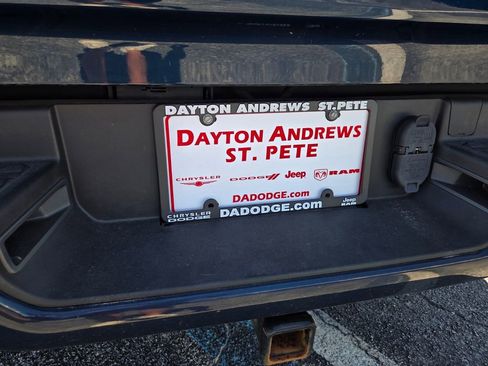 DAYTON ANDREWS ST.PETE
DAYTON ANDREWS
ST. PETE
CHRYSLER DODGE Jeep RAM
DADODGE.com
CHRYSLER DADODGE.com Jeep
DODGE RAM